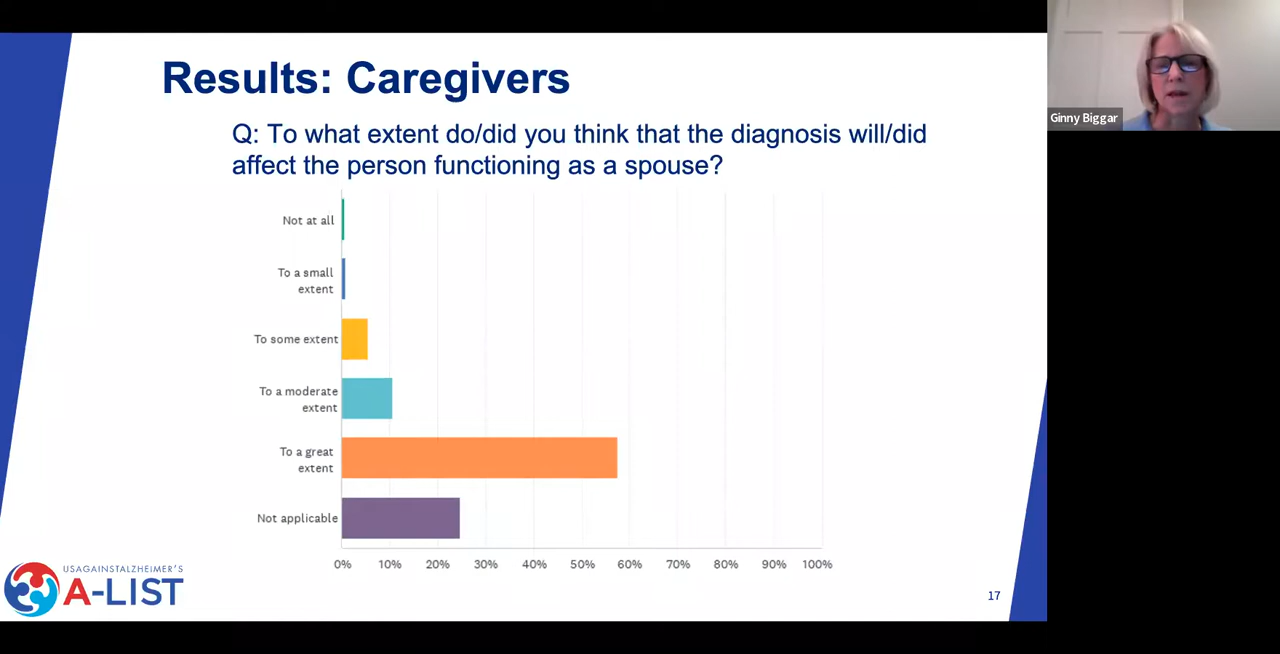 Results: Caregivers
Q: To what extent do/did you think that the diagnosis will/did
affect the person functioning as a spouse?
Not at all
To a small
extent
To some extent
To a moderate
extent
To a great
extent
Not applicable
0% 10% 20% 30% 40% 50% 60% 70% 80% 90% 100%
USAGAINSTALZHEIMER'S
A-LIST
17
Ginny Biggar